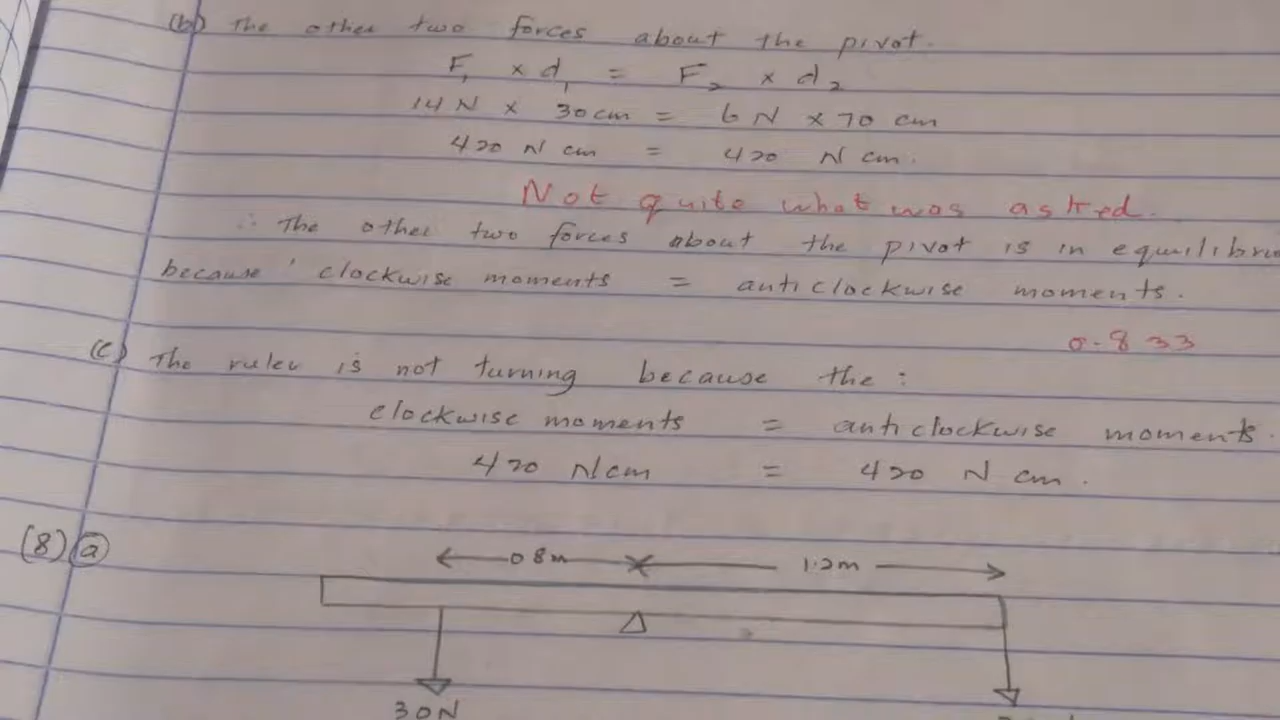 (b) The other two forces about the pivot.
F₁ × d₁ = F₂ × d₂
14 N × 30 cm = 6 N × 70 cm
420 N cm = 420 N cm.
Not quite what was asked.
∴ The other two forces about the pivot is in equilibriu
because clockwise moments = anticlockwise moments.
0.833
(c) The ruler is not turning because the :
clockwise moments = anticlockwise moments.
420 N cm = 420 N cm.
(8) (a)
0.8m 1.2m
30N